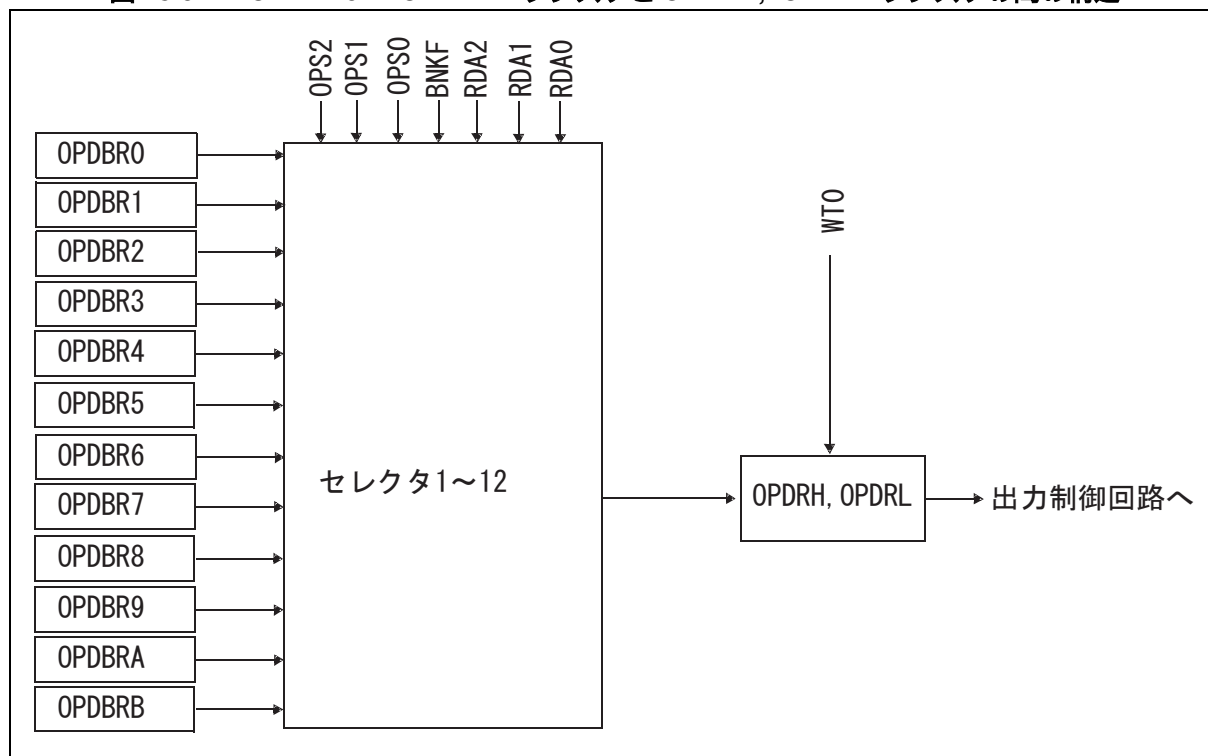 OPS2
OPS1
OPS0
BNKF
RDA2
RDA1
RDA0
OPDBR0
OPDBR1
OPDBR2
OPDBR3
OPDBR4
OPDBR5
OPDBR6
OPDBR7
OPDBR8
OPDBR9
OPDBRA
OPDBRB
セレクタ1～12
WTO
OPDRH, OPDRL
出力制御回路へ